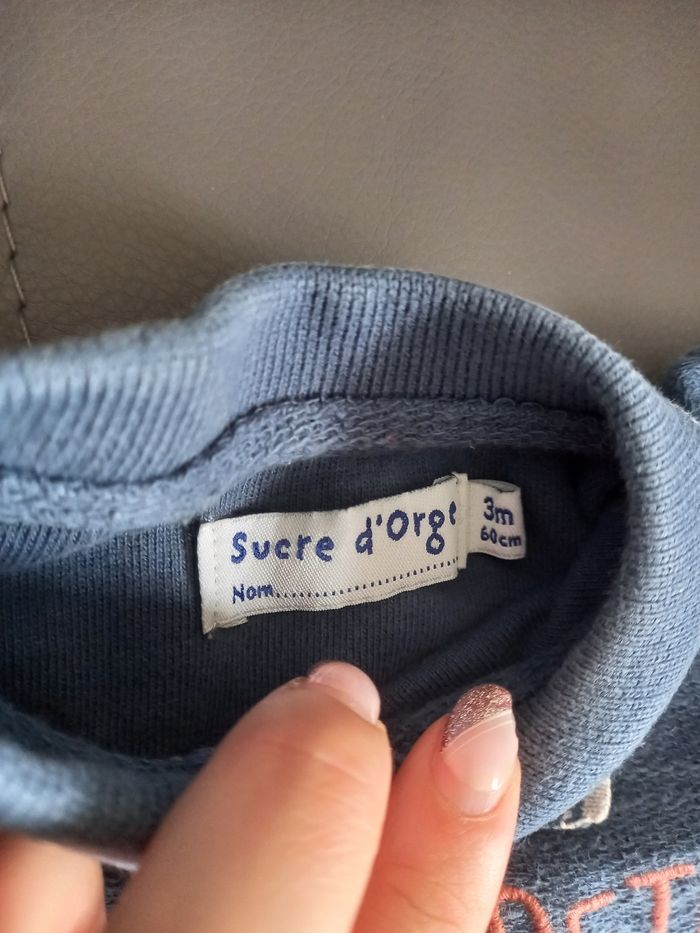 Sucre d'Orge
Nom..............................
3m
60cm